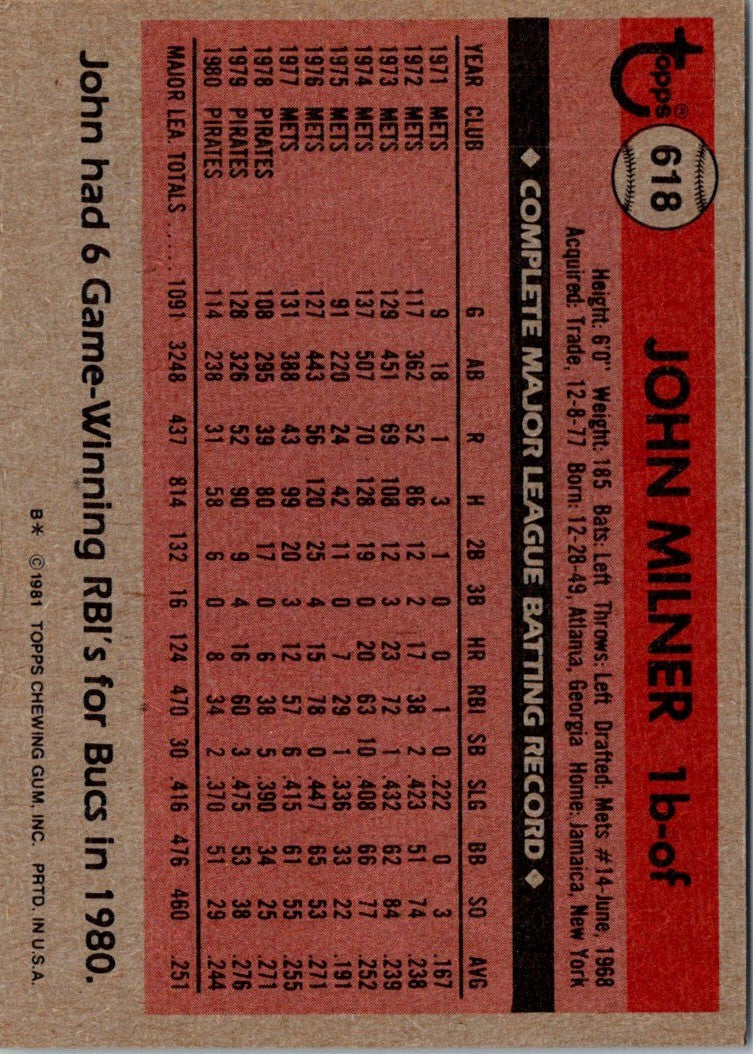 topps®
618
JOHN MILNER 1b-of
Height: 6'0" Weight: 185 Bats: Left Throws: Left Drafted: Mets #14-June, 1968
Acquired: Trade, 12-8-77 Born: 12-28-49, Atlanta, Georgia Home: Jamaica, New York
◆ COMPLETE MAJOR LEAGUE BATTING RECORD ◆
YEAR CLUB G AB R H 2B 3B HR RBI SB SLG BB SO AVG
1971 METS 9 18 1 3 1 0 0 1 0 .222 0 3 .167
1972 METS 117 362 52 86 12 2 17 38 2 .423 51 74 .238
1973 METS 129 451 69 108 12 3 23 72 1 .432 62 84 .239
1974 METS 137 507 70 128 19 0 20 63 10 .408 66 77 .252
1975 METS 91 220 24 42 11 0 7 29 1 .336 33 22 .191
1976 METS 127 443 56 120 25 4 15 78 0 .447 65 53 .271
1977 METS 131 388 43 99 20 3 12 57 6 .415 61 55 .255
1978 PIRATES 108 295 39 80 17 0 6 38 5 .390 34 25 .271
1979 PIRATES 128 326 52 90 9 4 16 60 3 .475 53 38 .276
1980 PIRATES 114 238 31 58 6 0 8 34 2 .370 51 29 .244
MAJOR LEA. TOTALS ...... 1091 3248 437 814 132 16 124 470 30 .416 476 460 .251
John had 6 Game-Winning RBI's for Bucs in 1980.
B* ©1981 TOPPS CHEWING GUM, INC. PRTD. IN U.S.A.